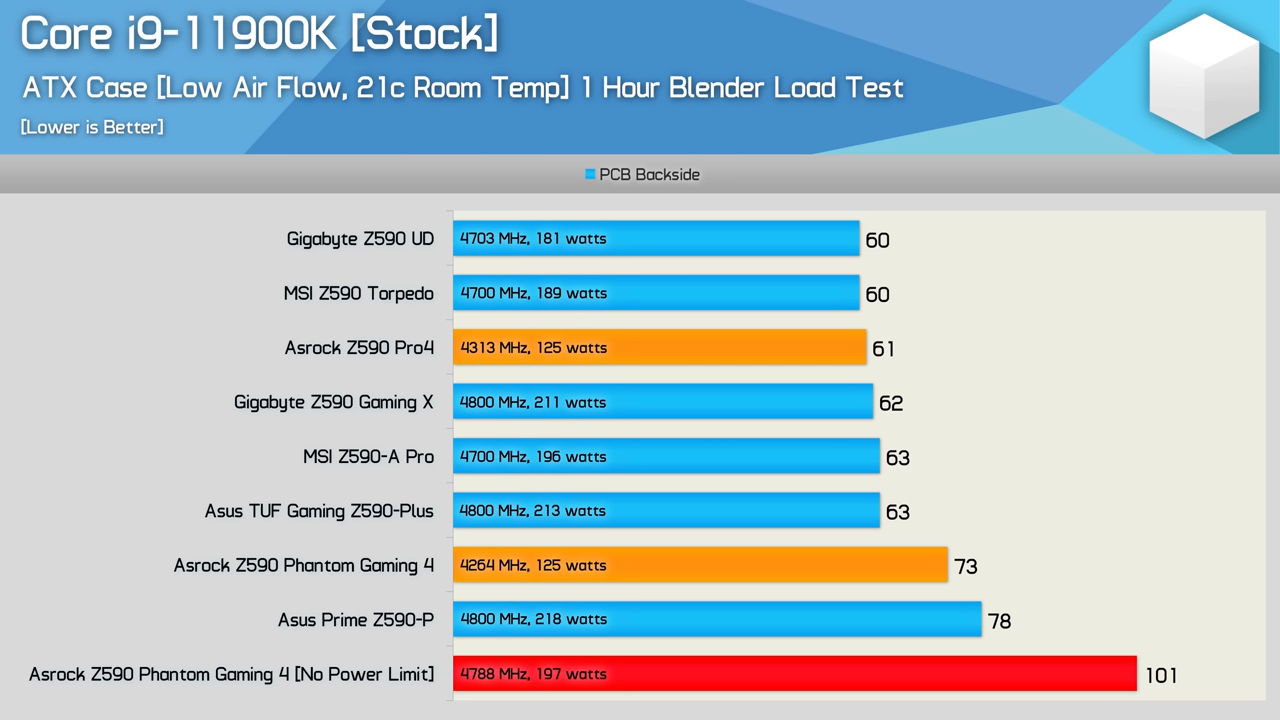 Core i9-11900K [Stock]
ATX Case [Low Air Flow, 21c Room Temp] 1 Hour Blender Load Test
[Lower is Better]
PCB Backside
Gigabyte Z590 UD 4703 MHz, 181 watts 60
MSI Z590 Torpedo 4700 MHz, 189 watts 60
Asrock Z590 Pro4 4313 MHz, 125 watts 61
Gigabyte Z590 Gaming X 4800 MHz, 211 watts 62
MSI Z590-A Pro 4700 MHz, 196 watts 63
Asus TUF Gaming Z590-Plus 4800 MHz, 213 watts 63
Asrock Z590 Phantom Gaming 4 4264 MHz, 125 watts 73
Asus Prime Z590-P 4800 MHz, 218 watts 78
Asrock Z590 Phantom Gaming 4 [No Power Limit] 4788 MHz, 197 watts 101